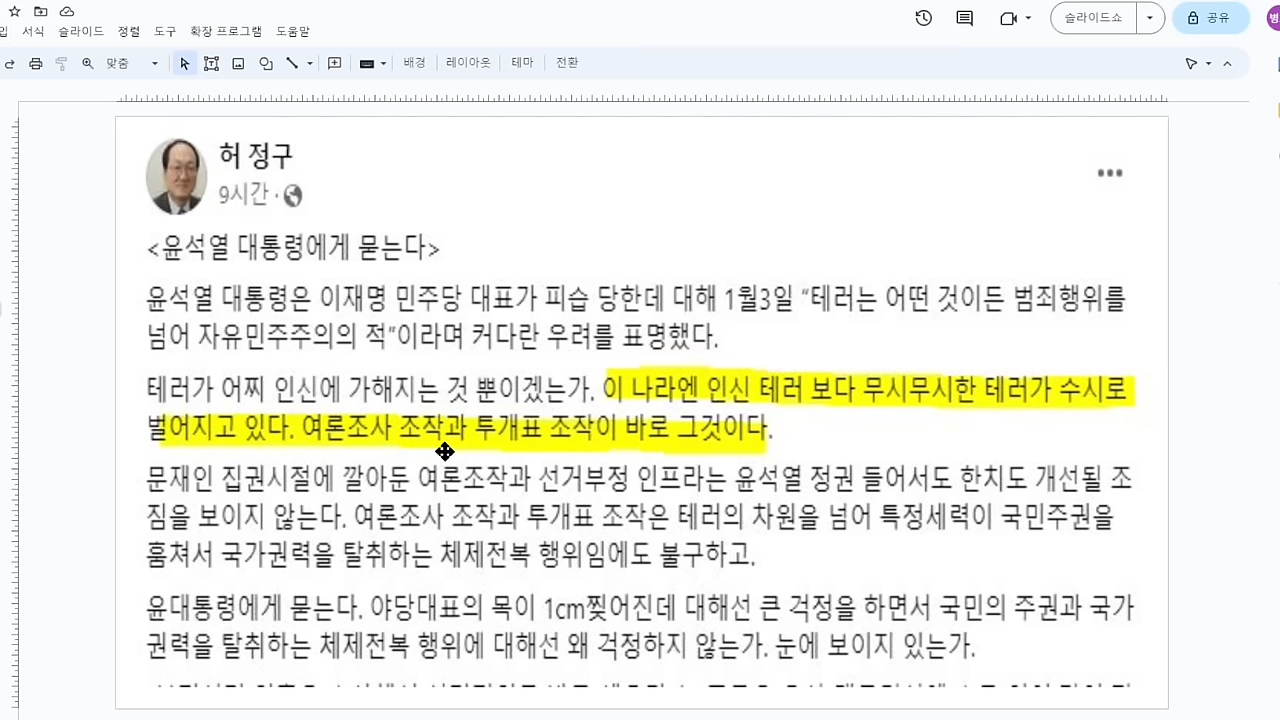 서식 슬라이드 정렬 도구 확장 프로그램 도움말
슬라이드쇼
공유
맞춤
배경 레이아웃 테마 전환
허 정구
9시간
<윤석열 대통령에게 묻는다>
윤석열 대통령은 이재명 민주당 대표가 피습 당한데 대해 1월3일 “테러는 어떤 것이든 범죄행위를
넘어 자유민주주의의 적”이라며 커다란 우려를 표명했다.
테러가 어찌 인신에 가해지는 것 뿐이겠는가. 이 나라엔 인신 테러 보다 무시무시한 테러가 수시로
벌어지고 있다. 여론조사 조작과 투개표 조작이 바로 그것이다.
문재인 집권시절에 깔아둔 여론조작과 선거부정 인프라는 윤석열 정권 들어서도 한치도 개선될 조
짐을 보이지 않는다. 여론조사 조작과 투개표 조작은 테러의 차원을 넘어 특정세력이 국민주권을
훔쳐서 국가권력을 탈취하는 체제전복 행위임에도 불구하고.
윤대통령에게 묻는다. 야당대표의 목이 1cm찢어진데 대해선 큰 걱정을 하면서 국민의 주권과 국가
권력을 탈취하는 체제전복 행위에 대해선 왜 걱정하지 않는가. 눈에 보이지 있는가.